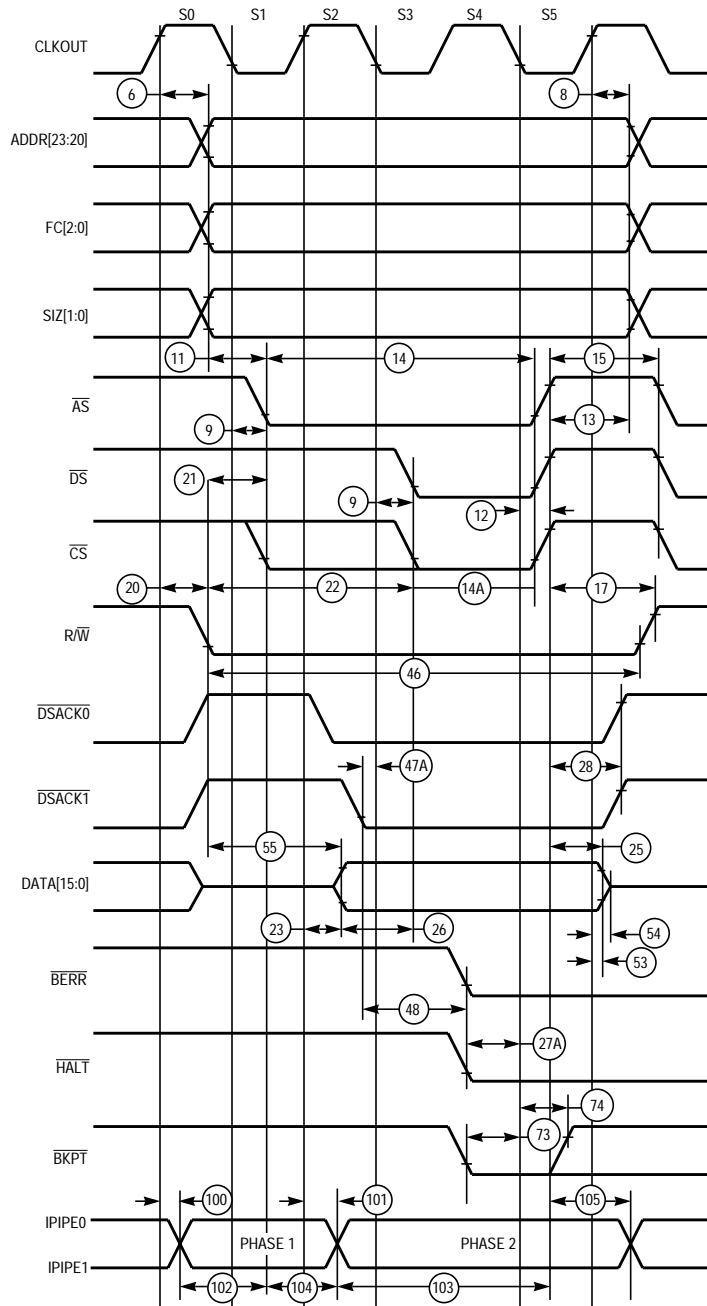 S0 S1 S2 S3 S4 S5
CLKOUT
6 8
ADDR[23:20]
FC[2:0]
SIZ[1:0]
11 14 15
AS
13
9
DS
21
9
12
CS
20 22 14A 17
R/W
46
DSACK0
47A 28
DSACK1
55 25
DATA[15:0]
23 26 54
53
BERR
48
27A
HALT
74
73
BKPT
100 101 105
IPIPE0
PHASE 1 PHASE 2
IPIPE1
102 104 103